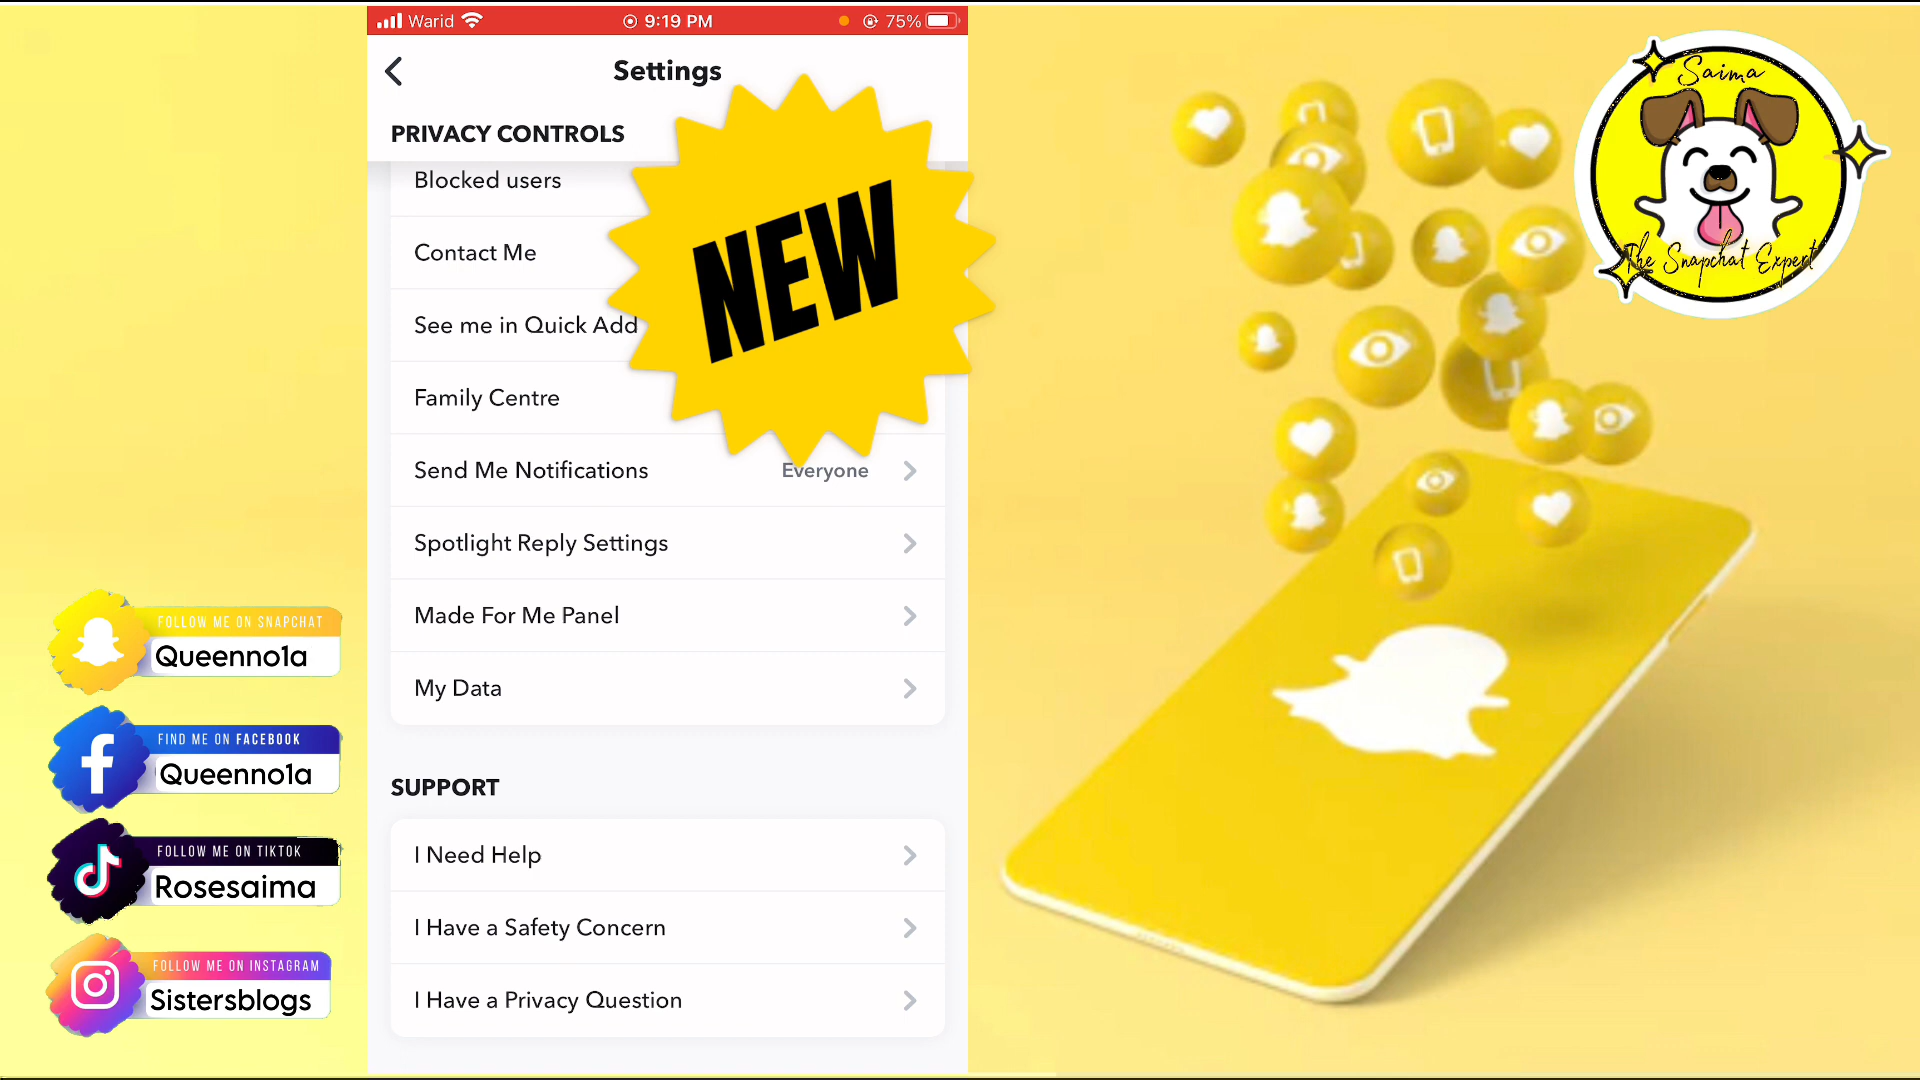 Warid
9:19 PM
75%
Settings
PRIVACY CONTROLS
Blocked users
Contact Me
See me in Quick Add
Family Centre
Send Me Notifications
Everyone
Spotlight Reply Settings
Made For Me Panel
My Data
SUPPORT
I Need Help
I Have a Safety Concern
I Have a Privacy Question
NEW
FOLLOW ME ON SNAPCHAT
Queenno1a
FIND ME ON FACEBOOK
Queenno1a
FOLLOW ME ON TIKTOK
Rosesaima
FOLLOW ME ON INSTAGRAM
Sistersblogs
Saima
The Snapchat Expert